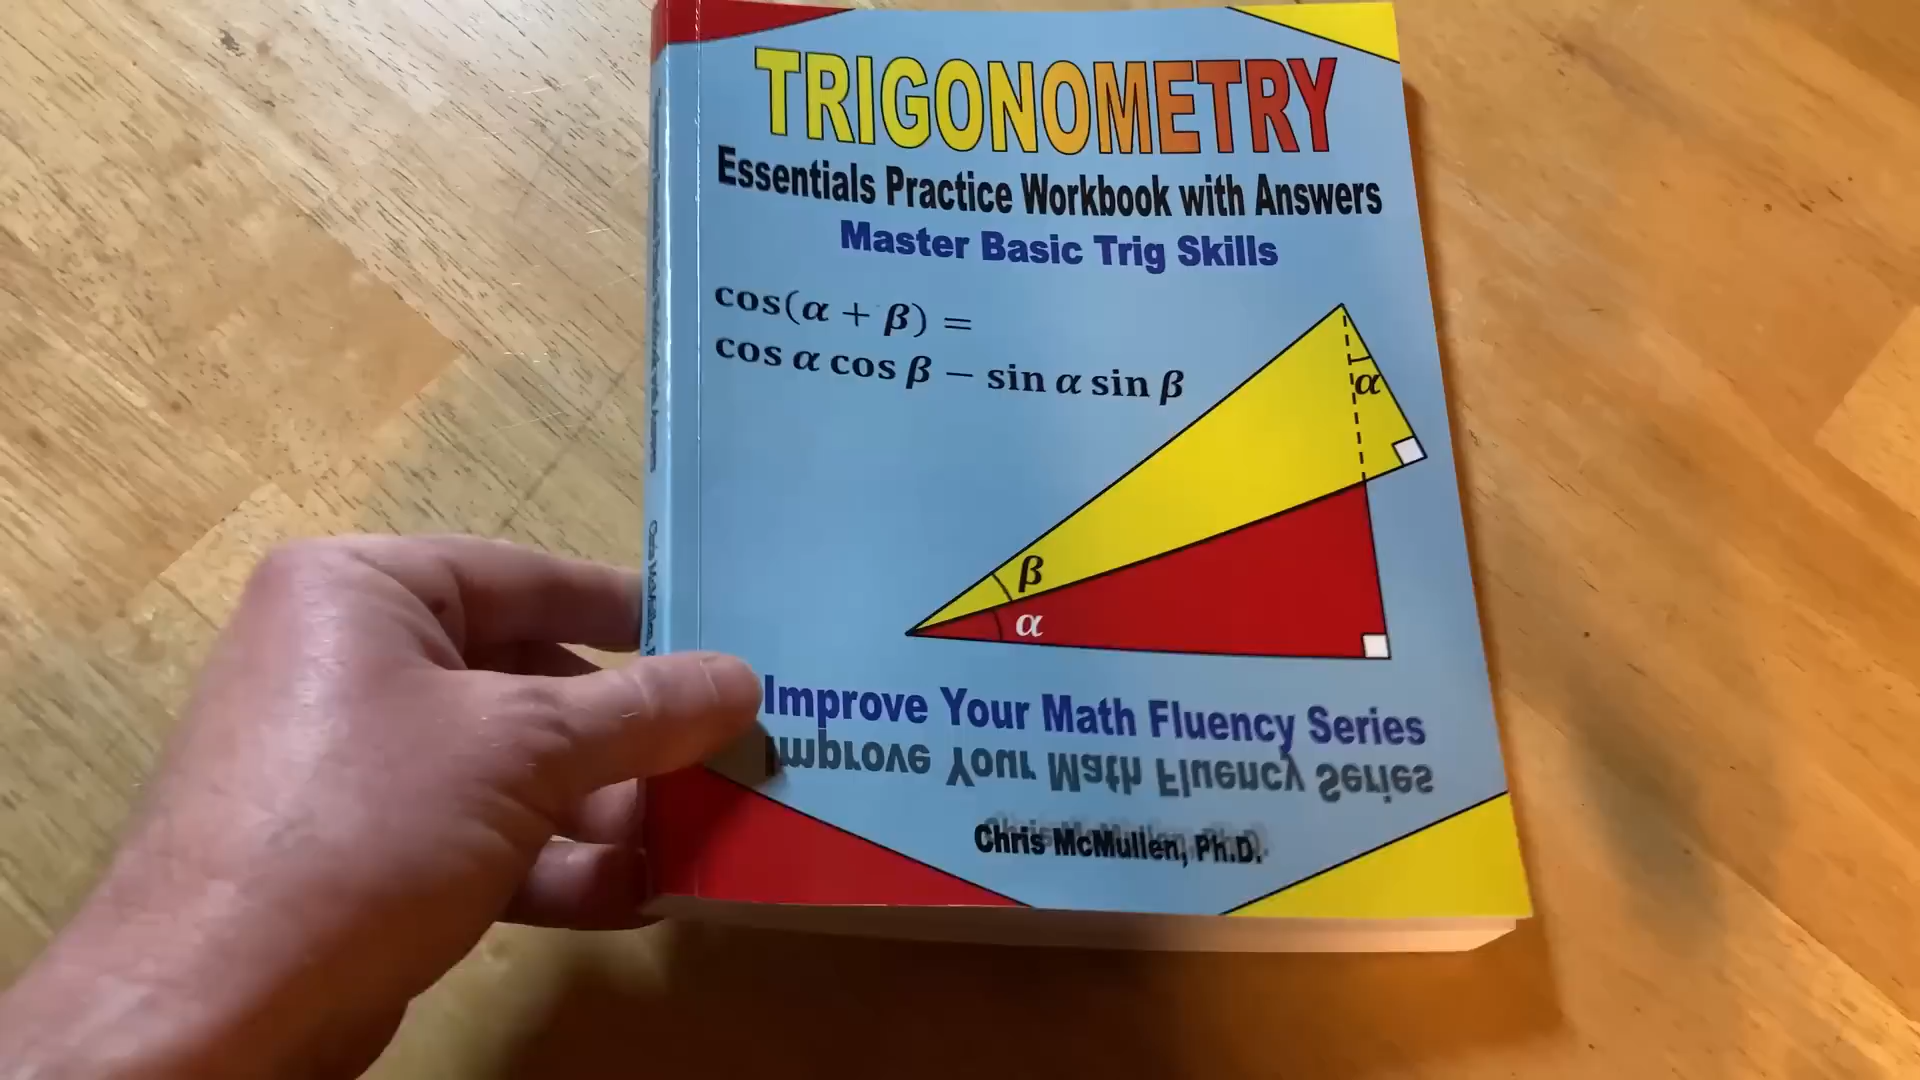 TRIGONOMETRY
Essentials Practice Workbook with Answers
Master Basic Trig Skills
cos(α + β) =
cos α cos β − sin α sin β
α
β
α
Improve Your Math Fluency Series
Improve Your Math Fluency Series
Chris McMullen, Ph.D.